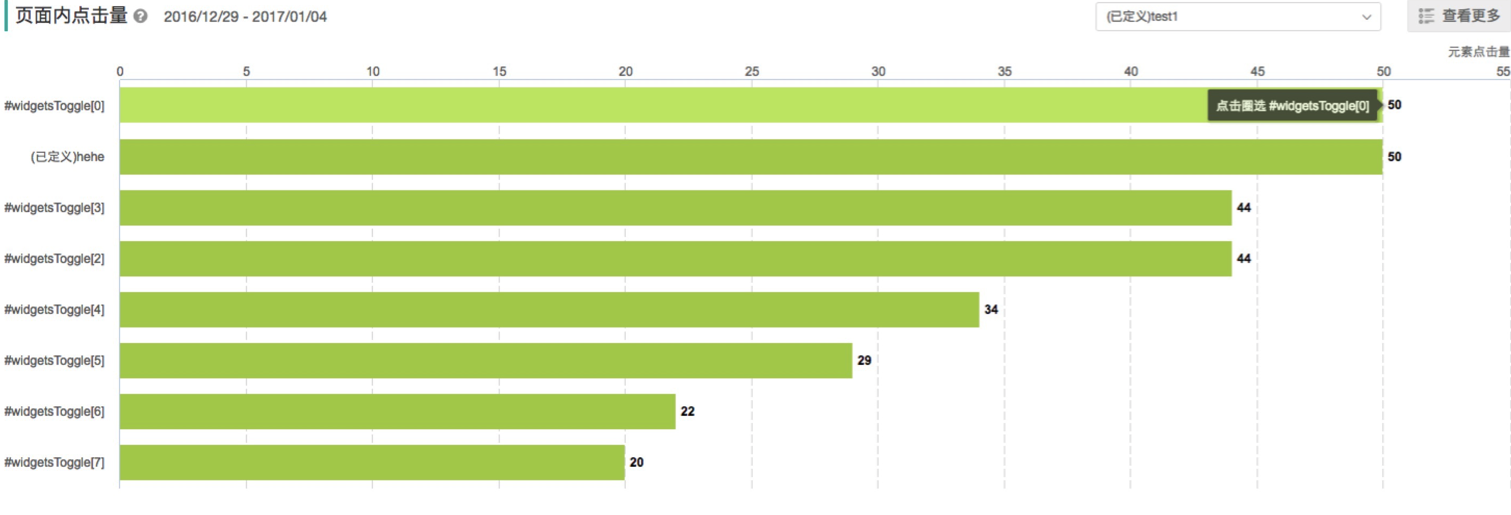 页面内点击量 ? 2016/12/29 - 2017/01/04
(已定义)test1
查看更多
元素点击量
0 5 10 15 20 25 30 35 40 45 50 55
#widgetsToggle[0] 点击圈选 #widgetsToggle[0] 50
(已定义)hehe 50
#widgetsToggle[3] 44
#widgetsToggle[2] 44
#widgetsToggle[4] 34
#widgetsToggle[5] 29
#widgetsToggle[6] 22
#widgetsToggle[7] 20